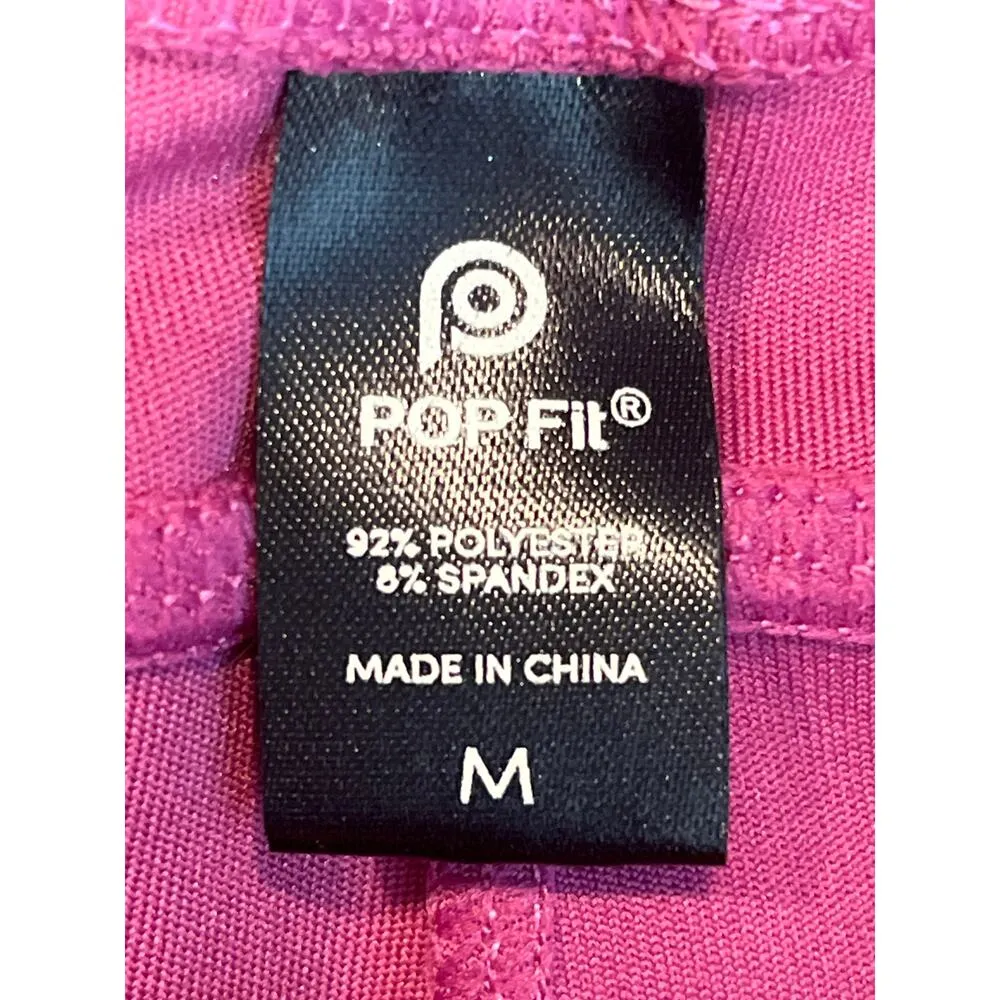 POP Fit®
92% POLYESTER
8% SPANDEX
MADE IN CHINA
M